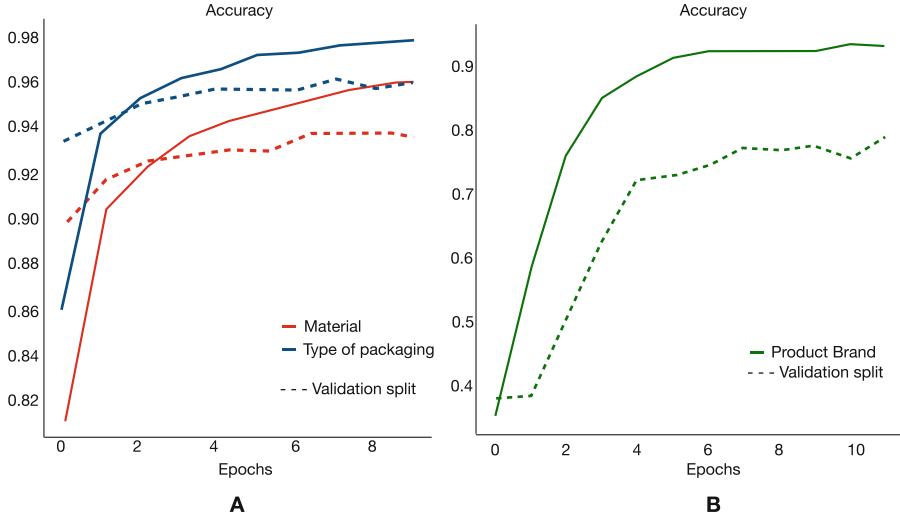 Accuracy
0.98
0.96
0.94
0.92
0.90
0.88
0.86
0.84
0.82
0
2
4
6
8
Epochs
Material
Type of packaging
Validation split
A
Accuracy
0.9
0.8
0.7
0.6
0.5
0.4
0
2
4
6
8
10
Epochs
Product Brand
Validation split
B